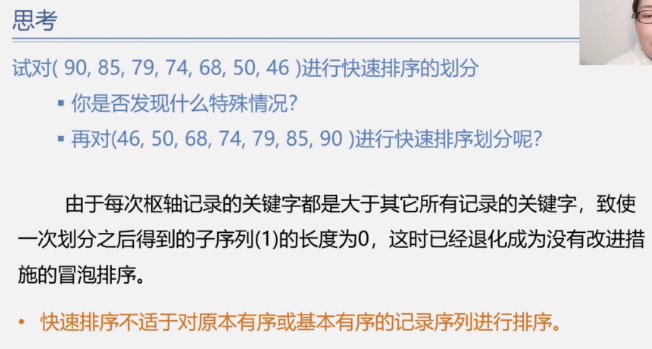 思考
试对( 90, 85, 79, 74, 68, 50, 46 )进行快速排序的划分
▪ 你是否发现什么特殊情况?
▪ 再对(46, 50, 68, 74, 79, 85, 90 )进行快速排序划分呢?
由于每次枢轴记录的关键字都是大于其它所有记录的关键字，致使
一次划分之后得到的子序列(1)的长度为0，这时已经退化成为没有改进措
施的冒泡排序。
• 快速排序不适于对原本有序或基本有序的记录序列进行排序。